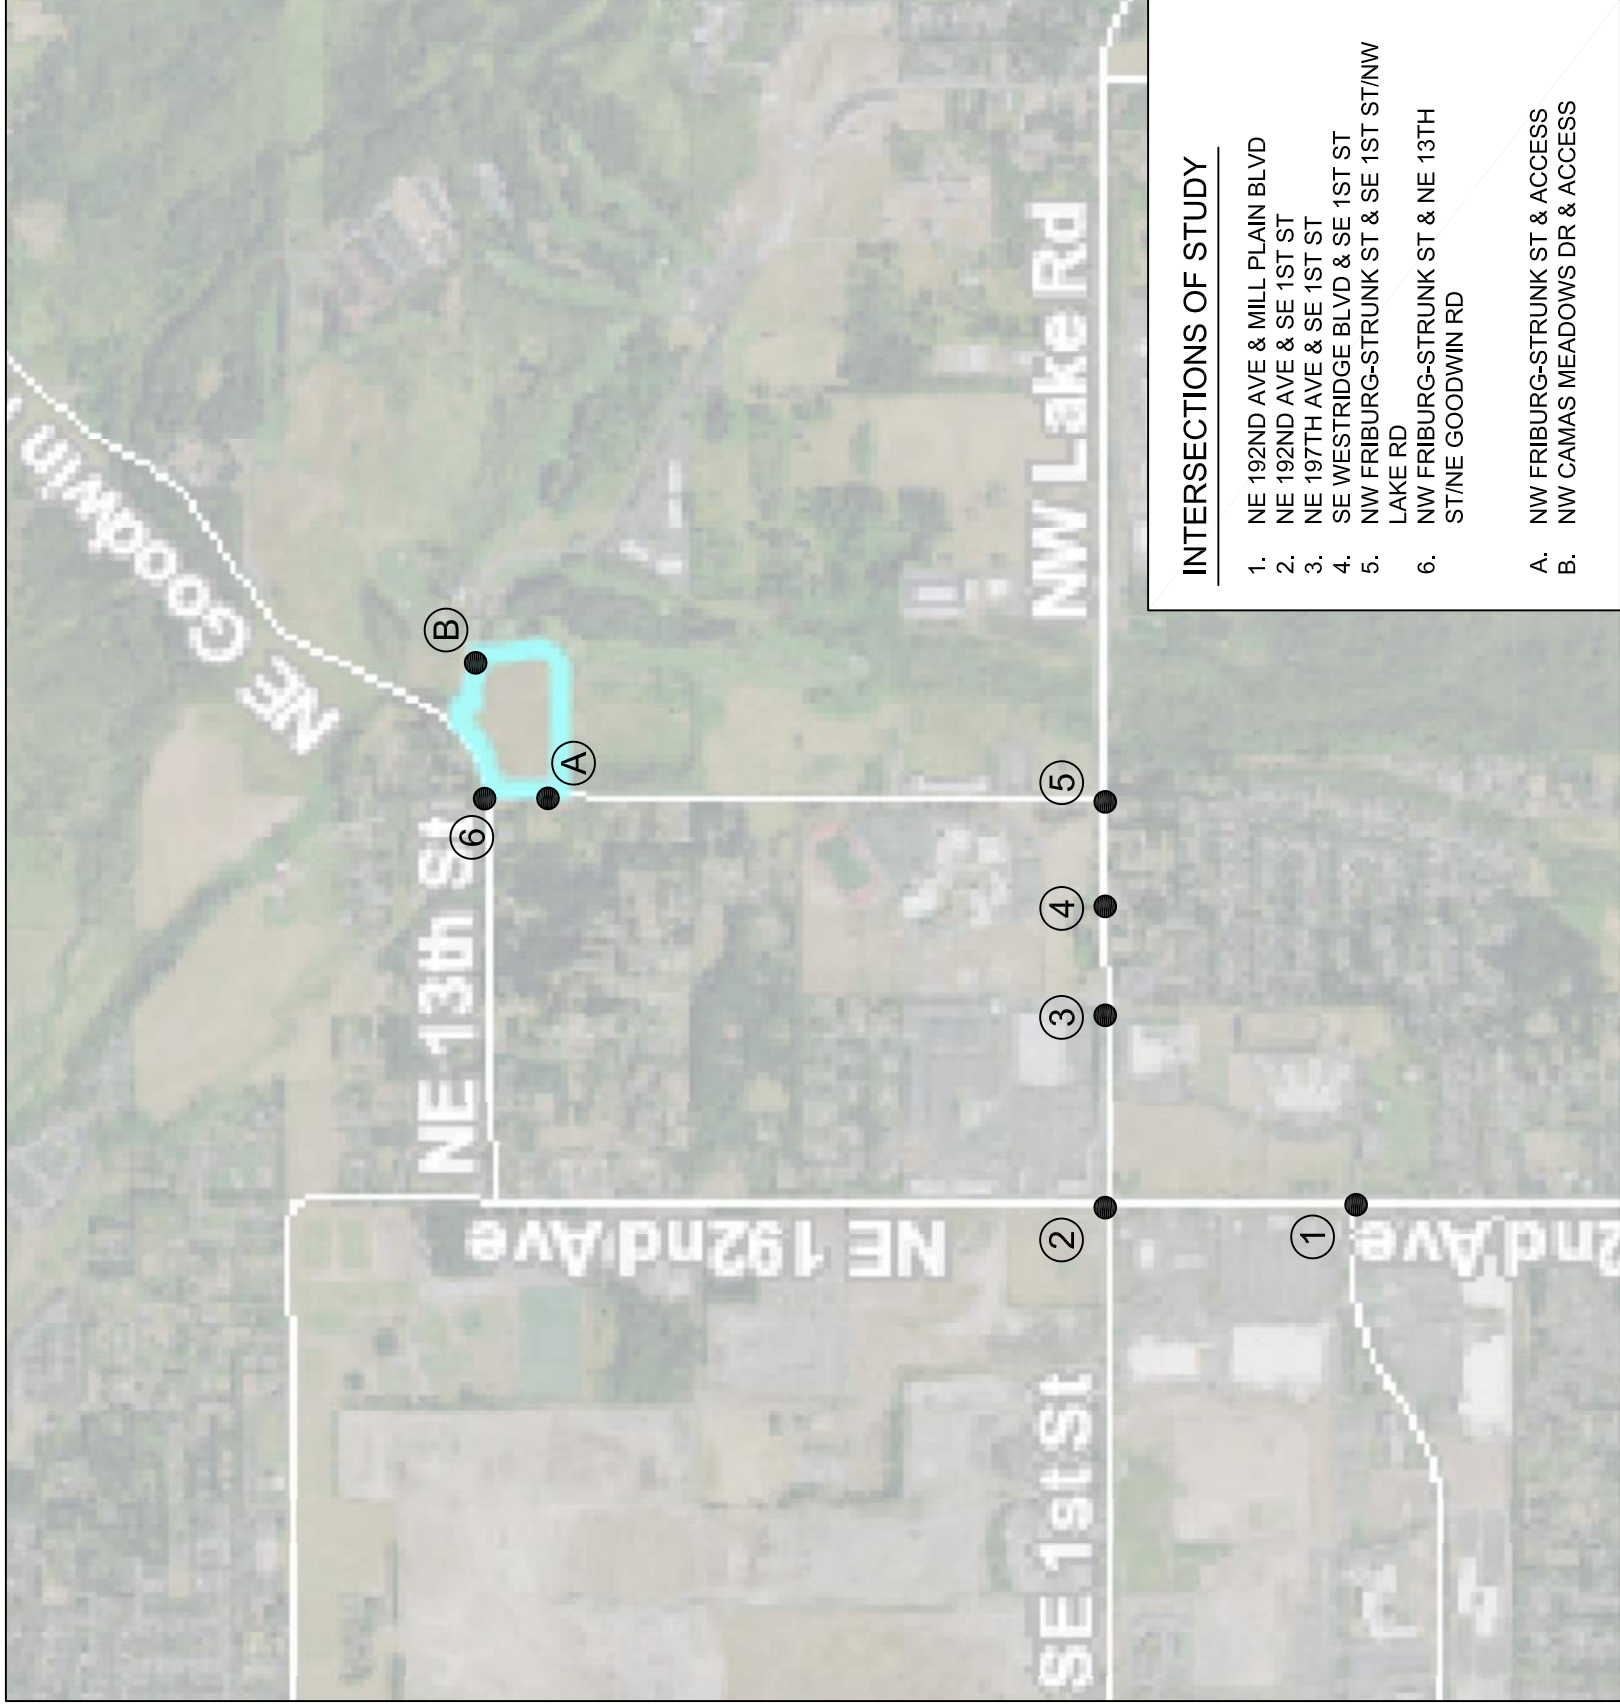 NE Goodwin
NE 13th St
NE 192nd Ave
NW Lake Rd
SE 1st St
2nd Ave
B
A
6
5
4
3
2
1
INTERSECTIONS OF STUDY
1. NE 192ND AVE & MILL PLAIN BLVD
2. NE 192ND AVE & SE 1ST ST
3. NE 197TH AVE & SE 1ST ST
4. SE WESTRIDGE BLVD & SE 1ST ST
5. NW FRIBURG-STRUNK ST & SE 1ST ST/NW
LAKE RD
6. NW FRIBURG-STRUNK ST & NE 13TH
ST/NE GOODWIN RD
A. NW FRIBURG-STRUNK ST & ACCESS
B. NW CAMAS MEADOWS DR & ACCESS